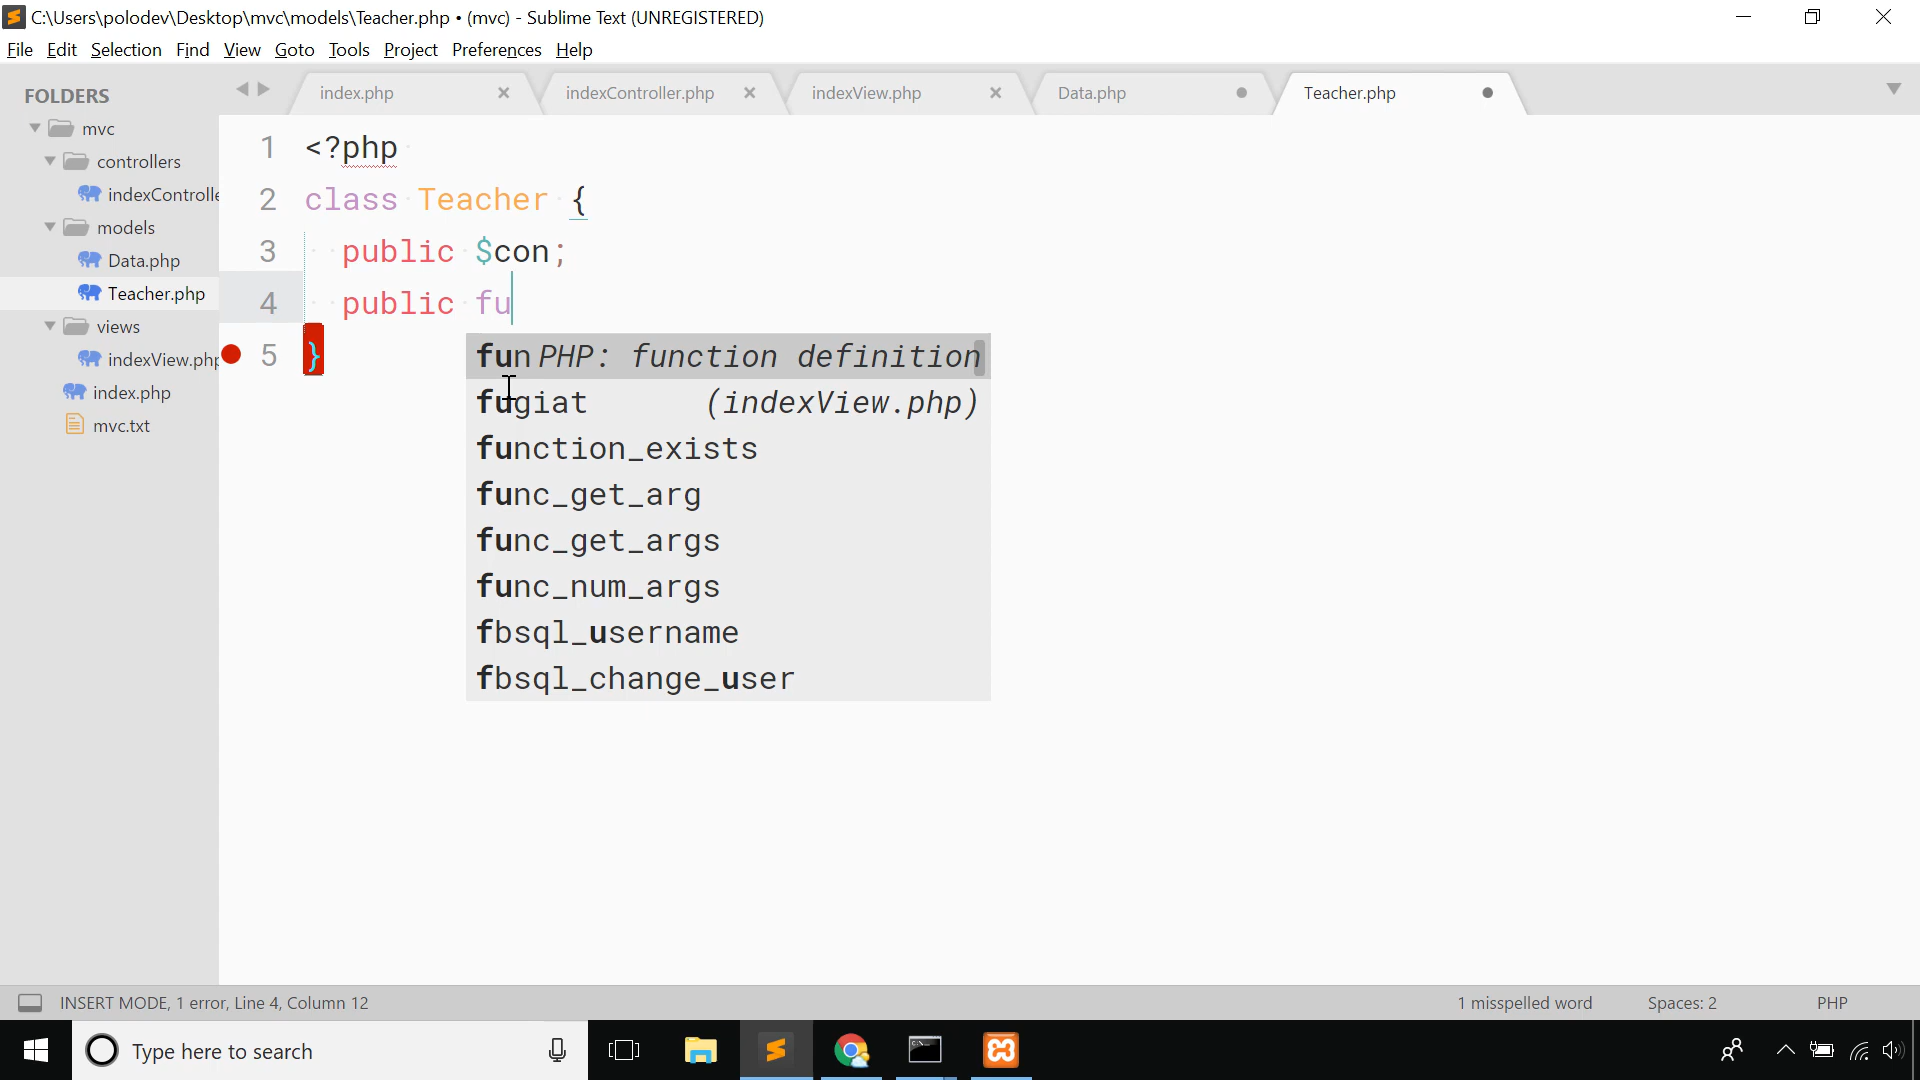 C:\Users\polodev\Desktop\mvc\models\Teacher.php • (mvc) - Sublime Text (UNREGISTERED)
File Edit Selection Find View Goto Tools Project Preferences Help
FOLDERS
mvc
controllers
indexControlle
models
Data.php
Teacher.php
views
indexView.php
index.php
mvc.txt
index.php indexController.php indexView.php Data.php Teacher.php
1 <?php
2 class Teacher {
3 public $con;
4 public fu
5 }
fun PHP: function definition
fugiat (indexView.php)
function_exists
func_get_arg
func_get_args
func_num_args
fbsql_username
fbsql_change_user
INSERT MODE, 1 error, Line 4, Column 12 1 misspelled word Spaces: 2 PHP
Type here to search